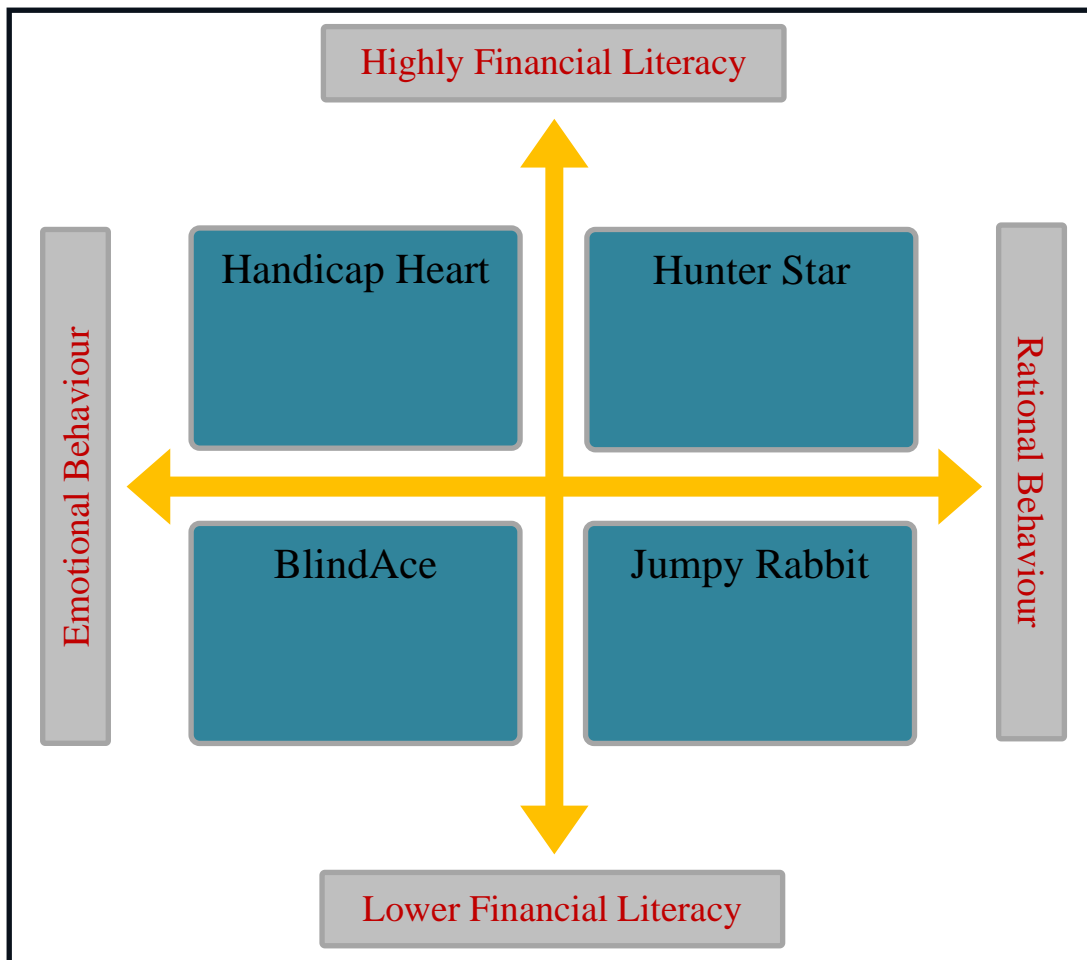 Highly Financial Literacy
Handicap Heart
Hunter Star
Emotional Behaviour
Rational Behaviour
BlindAce
Jumpy Rabbit
Lower Financial Literacy